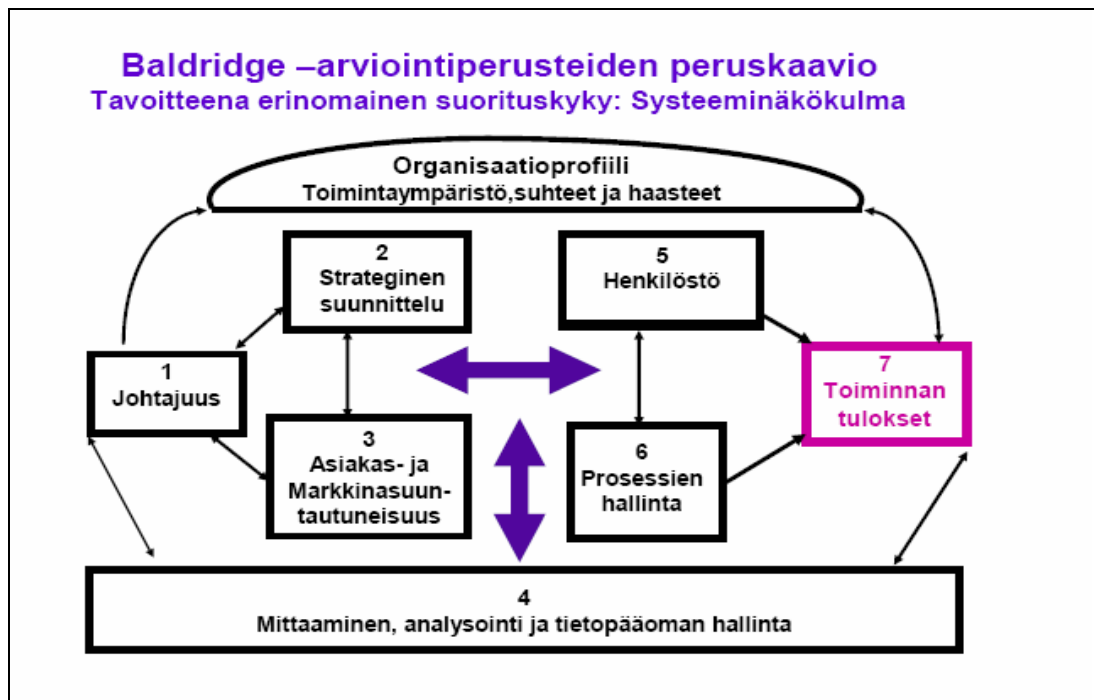 Baldridge –arviointiperusteiden peruskaavio
Tavoitteena erinomainen suorituskyky: Systeeminäkökulma
Organisaatioprofiili
Toimintaympäristö,suhteet ja haasteet
2
Strateginen
suunnittelu
5
Henkilöstö
1
Johtajuus
7
Toiminnan
tulokset
3
Asiakas- ja
Markkinasuun-
tautuneisuus
6
Prosessien
hallinta
4
Mittaaminen, analysointi ja tietopääoman hallinta